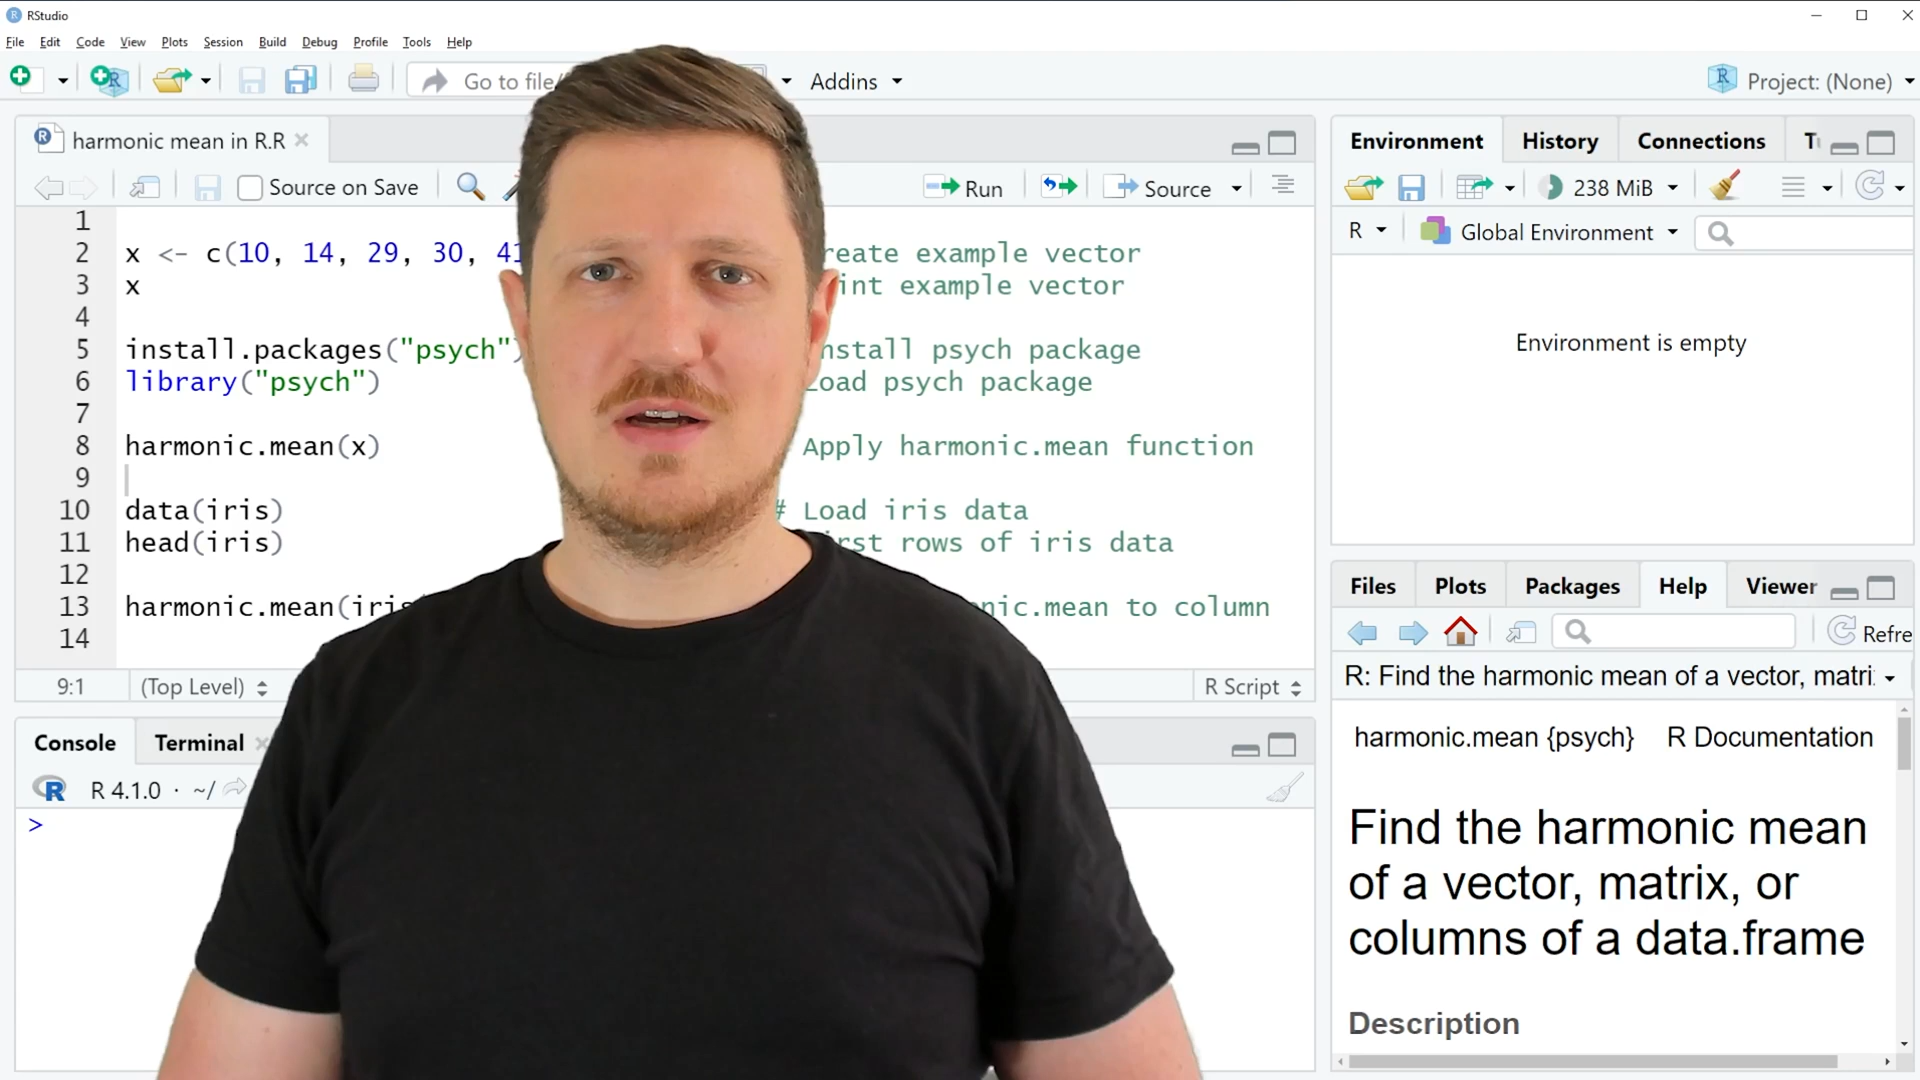 RStudio
File Edit Code View Plots Session Build Debug Profile Tools Help
Go to file/ Addins Project: (None)
harmonic mean in R.R
Source on Save Run Source
1
2 x <- c(10, 14, 29, 30, 41 reate example vector
3 x int example vector
4
5 install.packages("psych") nstall psych package
6 library("psych") Load psych package
7
8 harmonic.mean(x) Apply harmonic.mean function
9
10 data(iris) # Load iris data
11 head(iris) irst rows of iris data
12
13 harmonic.mean(iris nic.mean to column
14
9:1 (Top Level) R Script
Console Terminal
R 4.1.0 · ~/
>
Environment History Connections Tu
238 MiB
R Global Environment
Environment is empty
Files Plots Packages Help Viewer
Refre
R: Find the harmonic mean of a vector, matri
harmonic.mean {psych} R Documentation
Find the harmonic mean
of a vector, matrix, or
columns of a data.frame
Description